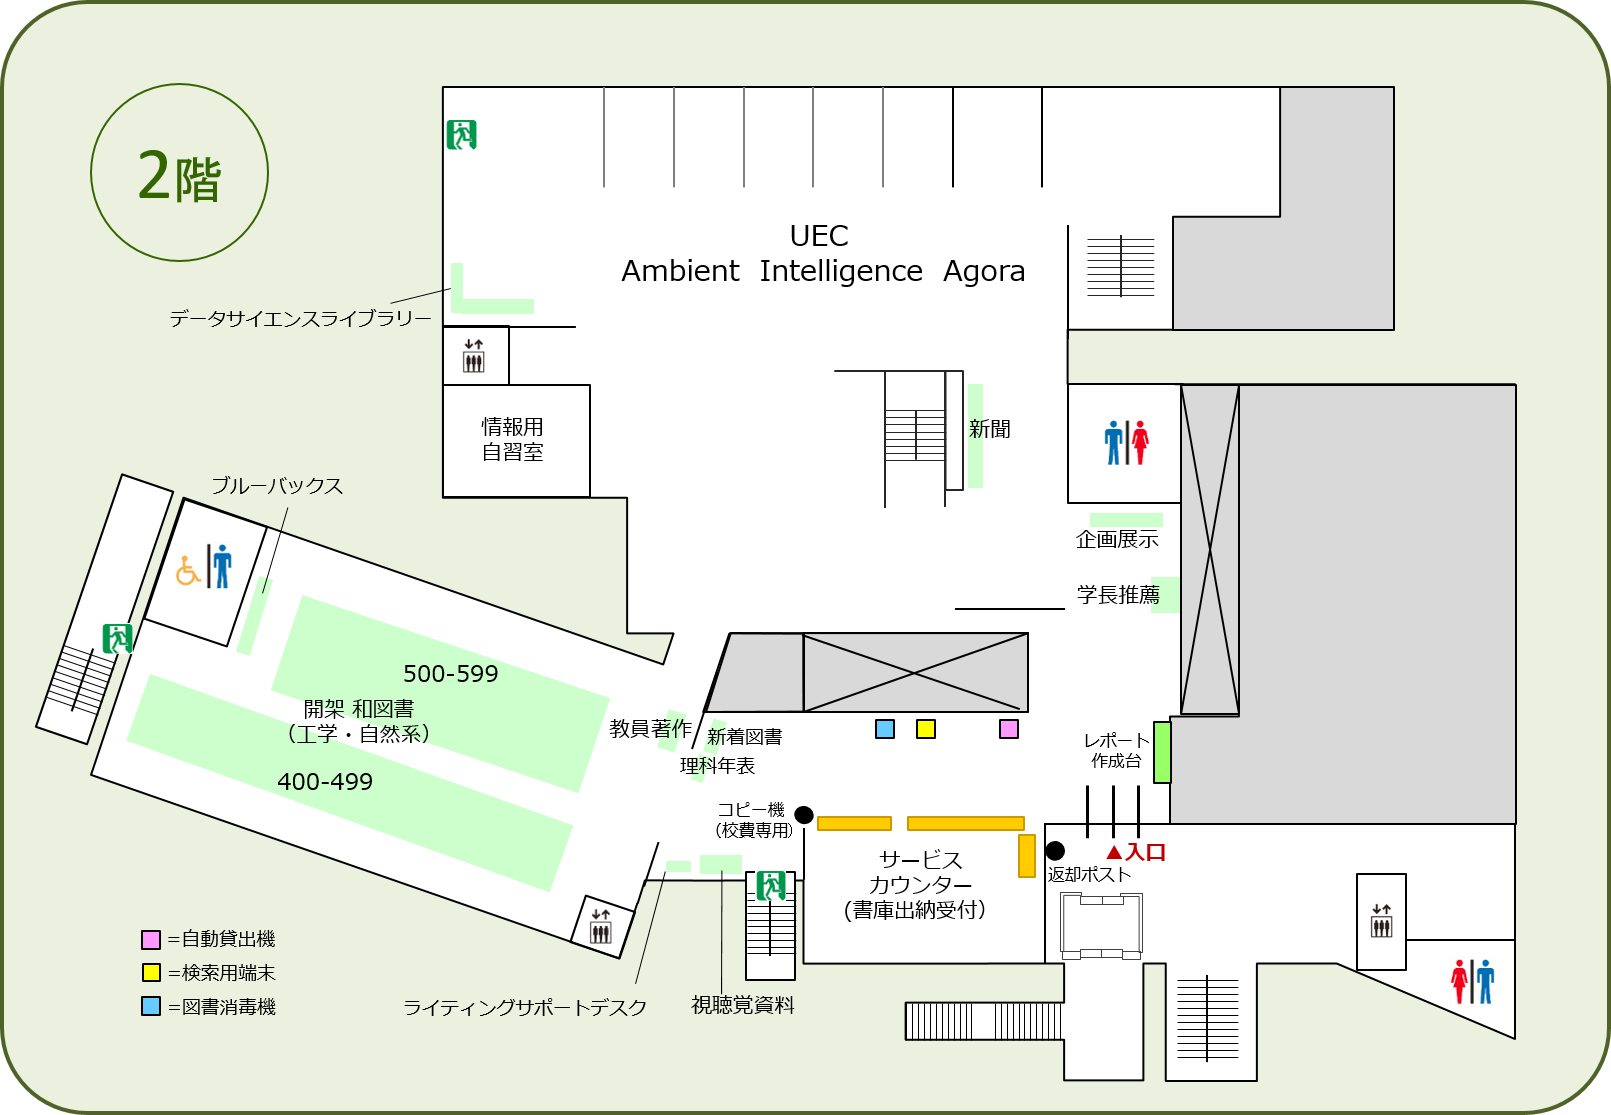 2階
UEC
Ambient Intelligence Agora
データサイエンスライブラリー
情報用
自習室
新聞
ブルーバックス
企画展示
学長推薦
500-599
開架 和図書
（工学・自然系）
400-499
教員著作
新着図書
理科年表
レポート
作成台
コピー機
（校費専用）
サービス
カウンター
(書庫出納受付）
▲入口
返却ポスト
=自動貸出機
=検索用端末
=図書消毒機
ライティングサポートデスク
視聴覚資料